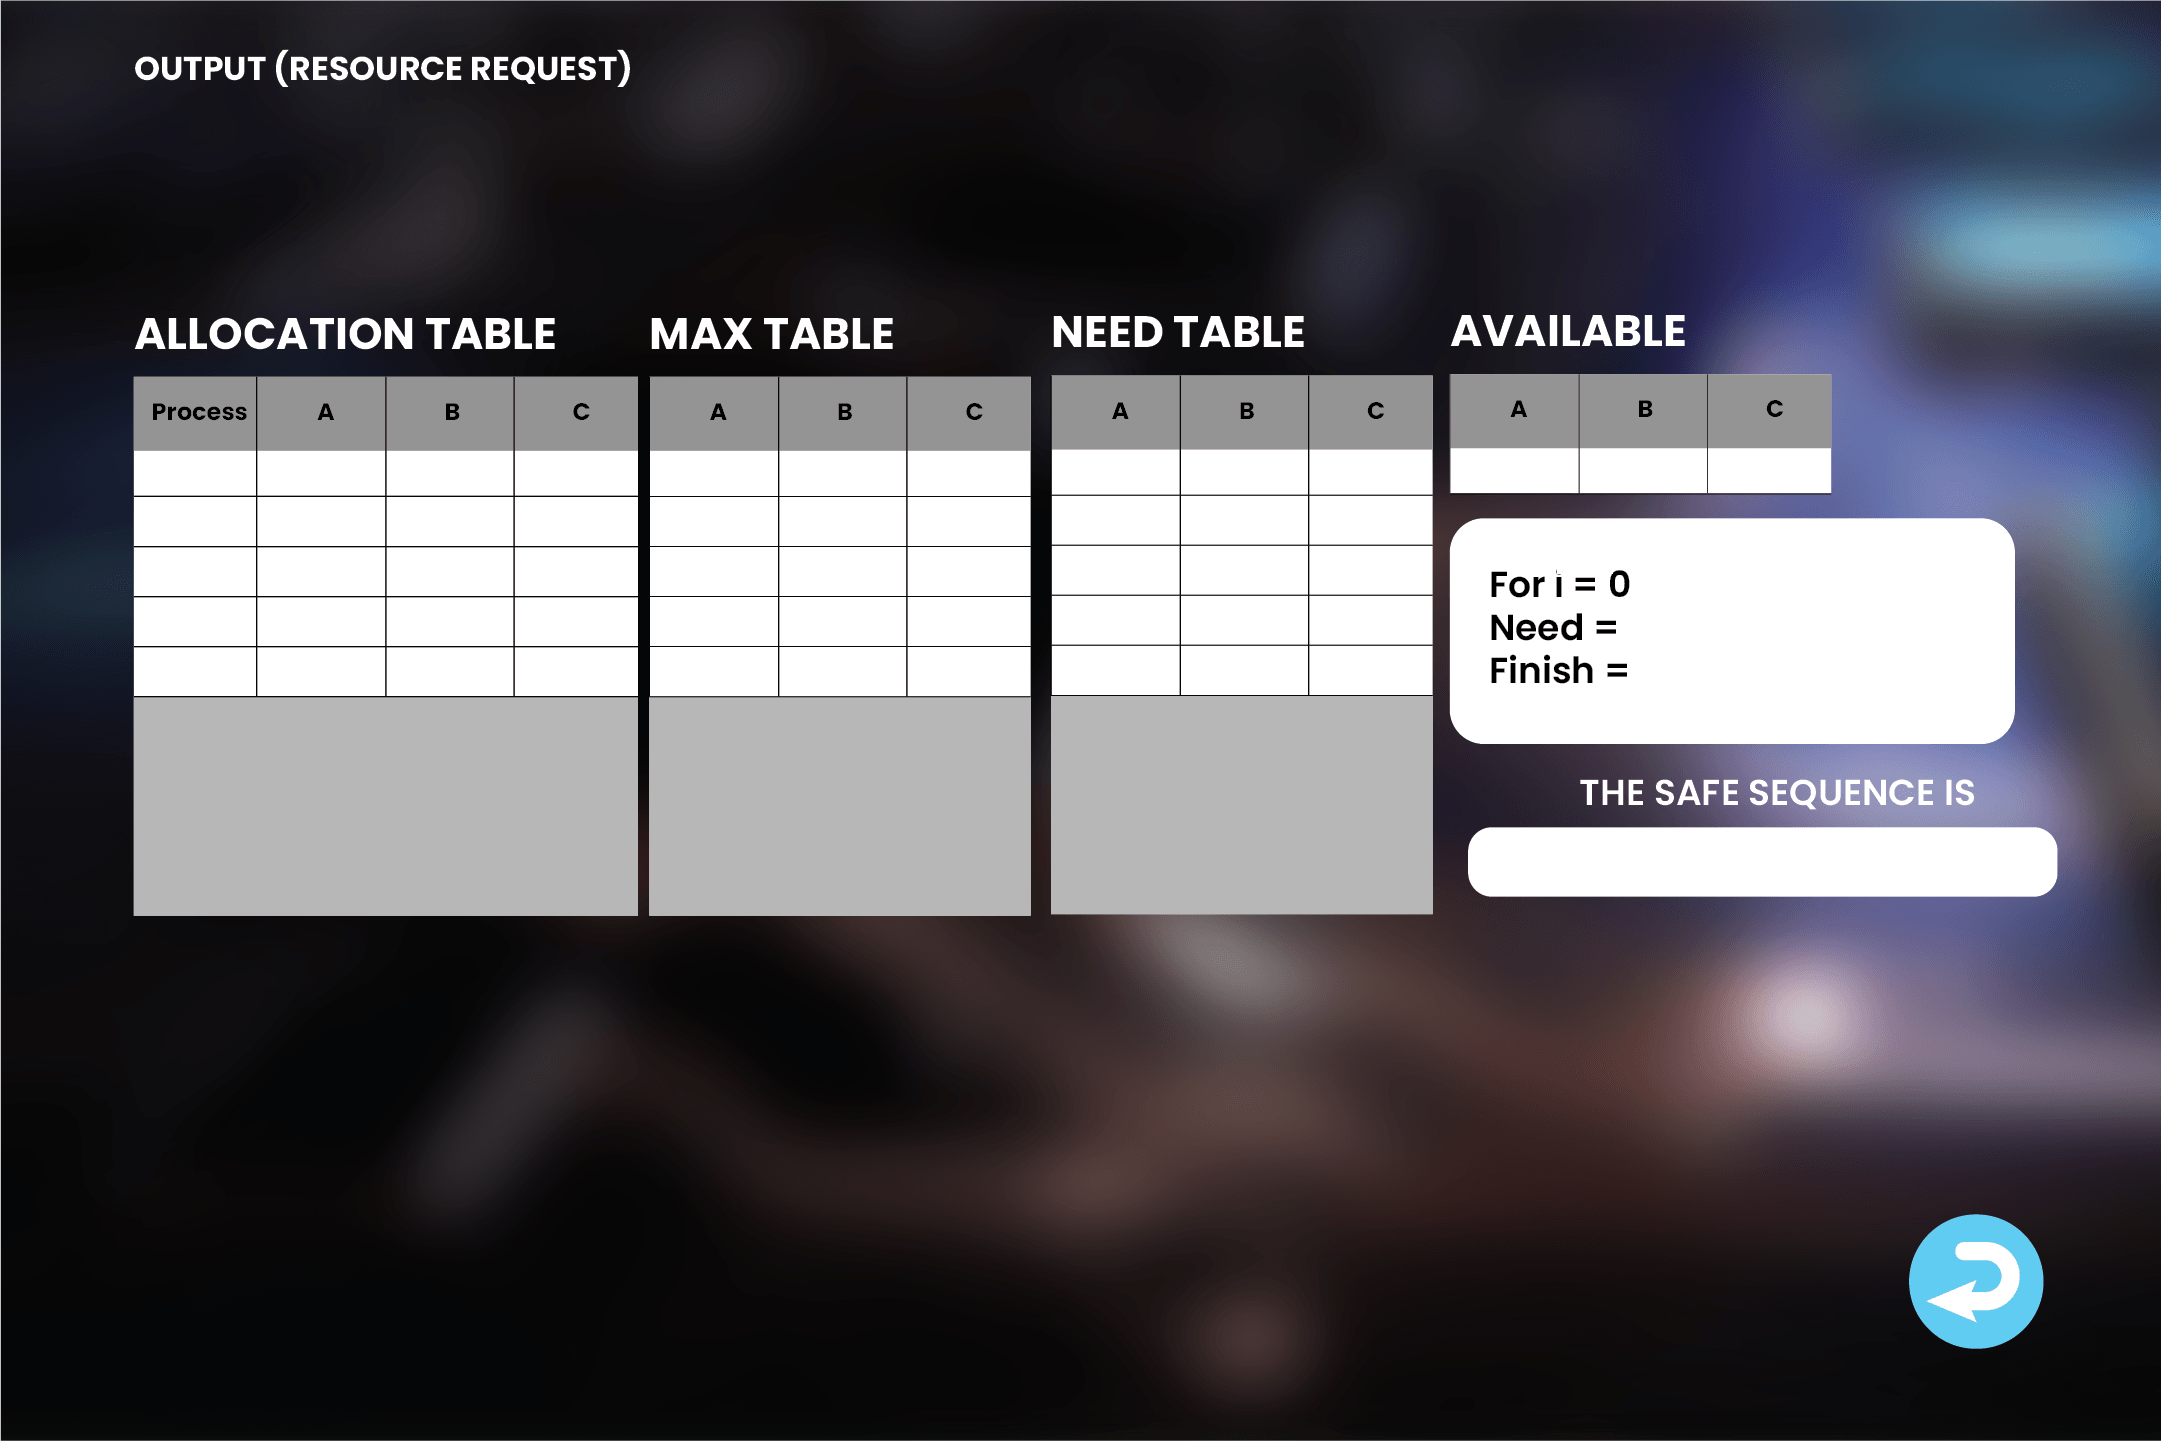 OUTPUT (RESOURCE REQUEST)
ALLOCATION TABLE
Process A B C
MAX TABLE
A B C
NEED TABLE
A B C
AVAILABLE
A B C
For i = 0
Need =
Finish =
THE SAFE SEQUENCE IS